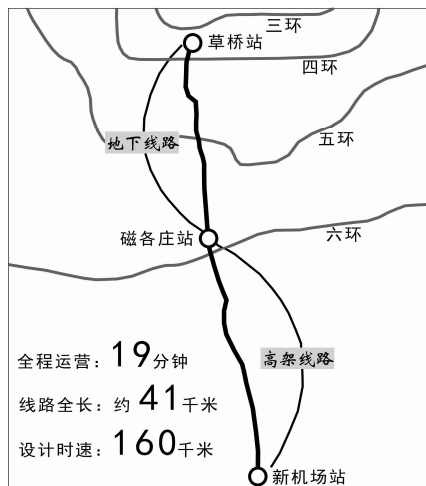 三环
草桥站
四环
五环
地下线路
六环
磁各庄站
高架线路
全程运营：19分钟
线路全长：约 41千米
设计时速：160千米
新机场站